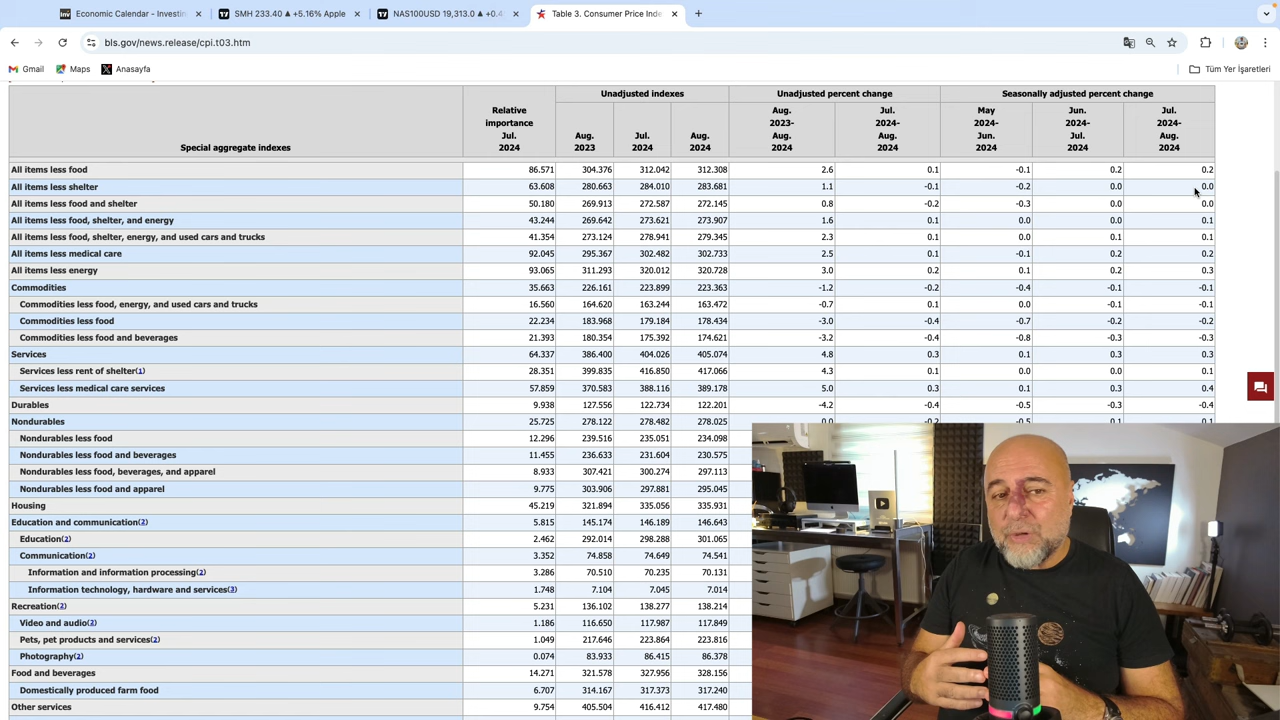 Economic Calendar - Investin
SMH 233.40 ▲ +5.16% Apple
NAS100USD 19,313.0 ▲ +0.4
Table 3. Consumer Price Inde
bls.gov/news.release/cpi.t03.htm
Gmail Maps Anasayfa Tüm Yer İşaretleri
Special aggregate indexes Relative importance Jul. 2024 Unadjusted indexes Unadjusted percent change Seasonally adjusted percent change
Aug. 2023 Jul. 2024 Aug. 2024 Aug. 2023- Aug. 2024 Jul. 2024- Aug. 2024 May 2024- Jun. 2024 Jun. 2024- Jul. 2024 Jul. 2024- Aug. 2024
All items less food 86.571 304.376 312.042 312.308 2.6 0.1 -0.1 0.2 0.2
All items less shelter 63.608 280.663 284.010 283.681 1.1 -0.1 -0.2 0.0 0.0
All items less food and shelter 50.180 269.913 272.587 272.145 0.8 -0.2 -0.3 0.0 0.0
All items less food, shelter, and energy 43.244 269.642 273.621 273.907 1.6 0.1 0.0 0.0 0.1
All items less food, shelter, energy, and used cars and trucks 41.354 273.124 278.941 279.345 2.3 0.1 0.0 0.1 0.1
All items less medical care 92.045 295.367 302.482 302.733 2.5 0.1 -0.1 0.2 0.2
All items less energy 93.065 311.293 320.012 320.728 3.0 0.2 0.1 0.2 0.3
Commodities 35.663 226.161 223.899 223.363 -1.2 -0.2 -0.4 -0.1 -0.1
Commodities less food, energy, and used cars and trucks 16.560 164.620 163.244 163.472 -0.7 0.1 0.0 -0.1 -0.1
Commodities less food 22.234 183.968 179.184 178.434 -3.0 -0.4 -0.7 -0.2 -0.2
Commodities less food and beverages 21.393 180.354 175.392 174.621 -3.2 -0.4 -0.8 -0.3 -0.3
Services 64.337 386.400 404.026 405.074 4.8 0.3 0.1 0.3 0.3
Services less rent of shelter(1) 28.351 399.835 416.850 417.066 4.3 0.1 0.0 0.0 0.1
Services less medical care services 57.859 370.583 388.116 389.178 5.0 0.3 0.1 0.3 0.4
Durables 9.938 127.556 122.734 122.201 -4.2 -0.4 -0.5 -0.3 -0.4
Nondurables 25.725 278.122 278.482 278.025 0.0 -0.2 -0.5 0.1 0.1
Nondurables less food 12.296 239.516 235.051 234.098
Nondurables less food and beverages 11.455 236.633 231.604 230.575
Nondurables less food, beverages, and apparel 8.933 307.421 300.274 297.113
Nondurables less food and apparel 9.775 303.906 297.881 295.045
Housing 45.219 321.894 335.056 335.931
Education and communication(2) 5.815 145.174 146.189 146.643
Education(2) 2.462 292.014 298.288 301.065
Communication(2) 3.352 74.858 74.649 74.541
Information and information processing(2) 3.286 70.510 70.235 70.131
Information technology, hardware and services(3) 1.748 7.104 7.045 7.014
Recreation(2) 5.231 136.102 138.277 138.214
Video and audio(2) 1.186 116.650 117.987 117.849
Pets, pet products and services(2) 1.049 217.646 223.864 223.816
Photography(2) 0.074 83.933 86.415 86.378
Food and beverages 14.271 321.578 327.956 328.156
Domestically produced farm food 6.707 314.167 317.373 317.240
Other services 9.754 405.504 416.412 417.480